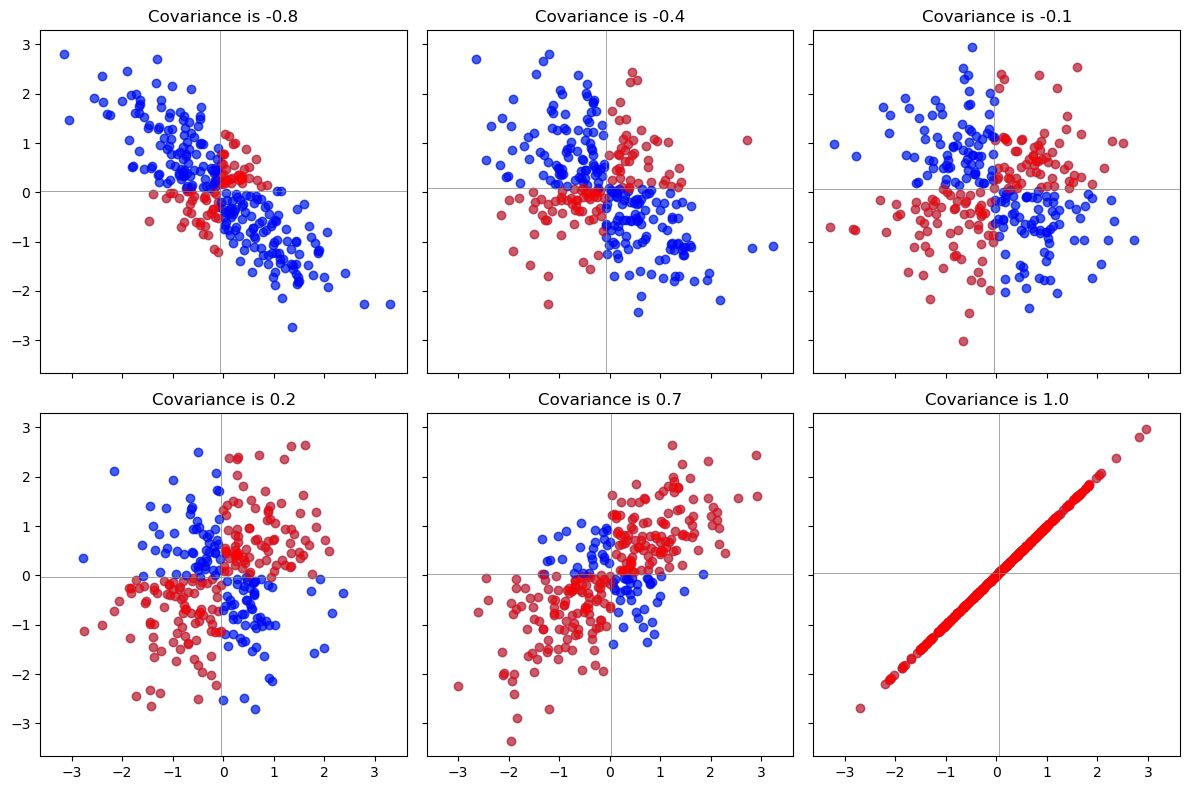 Covariance is -0.8
Covariance is -0.4
Covariance is -0.1
3
2
1
0
−1
−2
−3
Covariance is 0.2
Covariance is 0.7
Covariance is 1.0
3
2
1
0
−1
−2
−3
−3 −2 −1 0 1 2 3
−3 −2 −1 0 1 2 3
−3 −2 −1 0 1 2 3